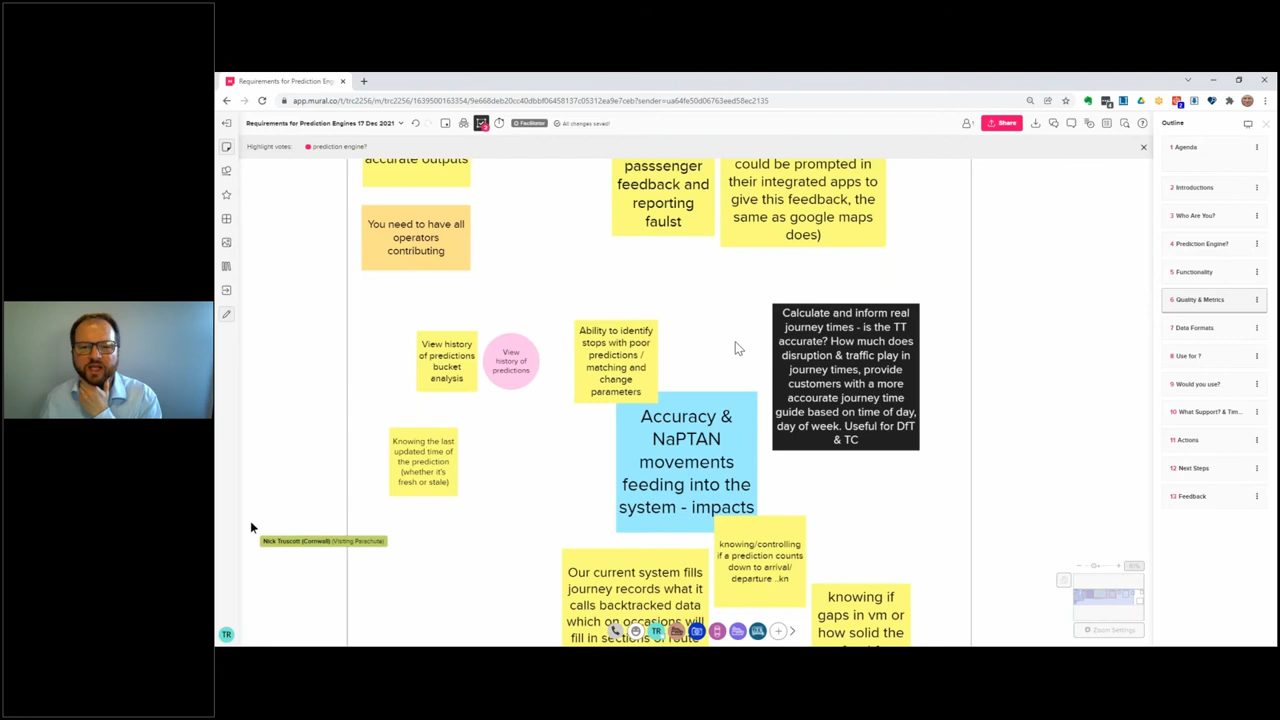 Requirements for Prediction Eng
app.mural.co/t/trc2256/m/trc2256/1639500163354/9e668deb20cc40dbbf06458137c05312ea9e7ceb?sender=ua64fe50d06763eed58ec2135
Requirements for Prediction Engines 17 Dec 2021
Facilitator
All changes saved!
Share
Outline
Highlight votes:
prediction engine?
accurate outputs
You need to have all
operators
contributing
passsenger
feedback and
reporting
faulst
could be prompted in
their integrated apps to
give this feedback, the
same as google maps
does)
View history
of predictions
bucket
analysis
View
history of
predictions
Ability to identify
stops with poor
predictions /
matching and
change
parameters
Calculate and inform real
journey times - is the TT
accurate? How much does
disruption & traffic play in
journey times, provide
customers with a more
accourate journey time
guide based on time of day,
day of week. Useful for DfT
& TC
Accuracy &
NaPTAN
movements
feeding into the
system - impacts
Knowing the last
updated time of
the prediction
(whether it's
fresh or stale)
Nick Truscott (Cornwall) (Visiting Parachute)
knowing/controlling
if a prediction counts
down to arrival/
departure ..kn
Our current system fills
journey records what it
calls backtracked data
which on occasions will
fill in sections of route
knowing if
gaps in vm or
how solid the
1 Agenda
2 Introductions
3 Who Are You?
4 Prediction Engine?
5 Functionality
6 Quality & Metrics
7 Data Formats
8 Use for ?
9 Would you use?
10 What Support? & Tim...
11 Actions
12 Next Steps
13 Feedback
Zoom Settings
TR
TR